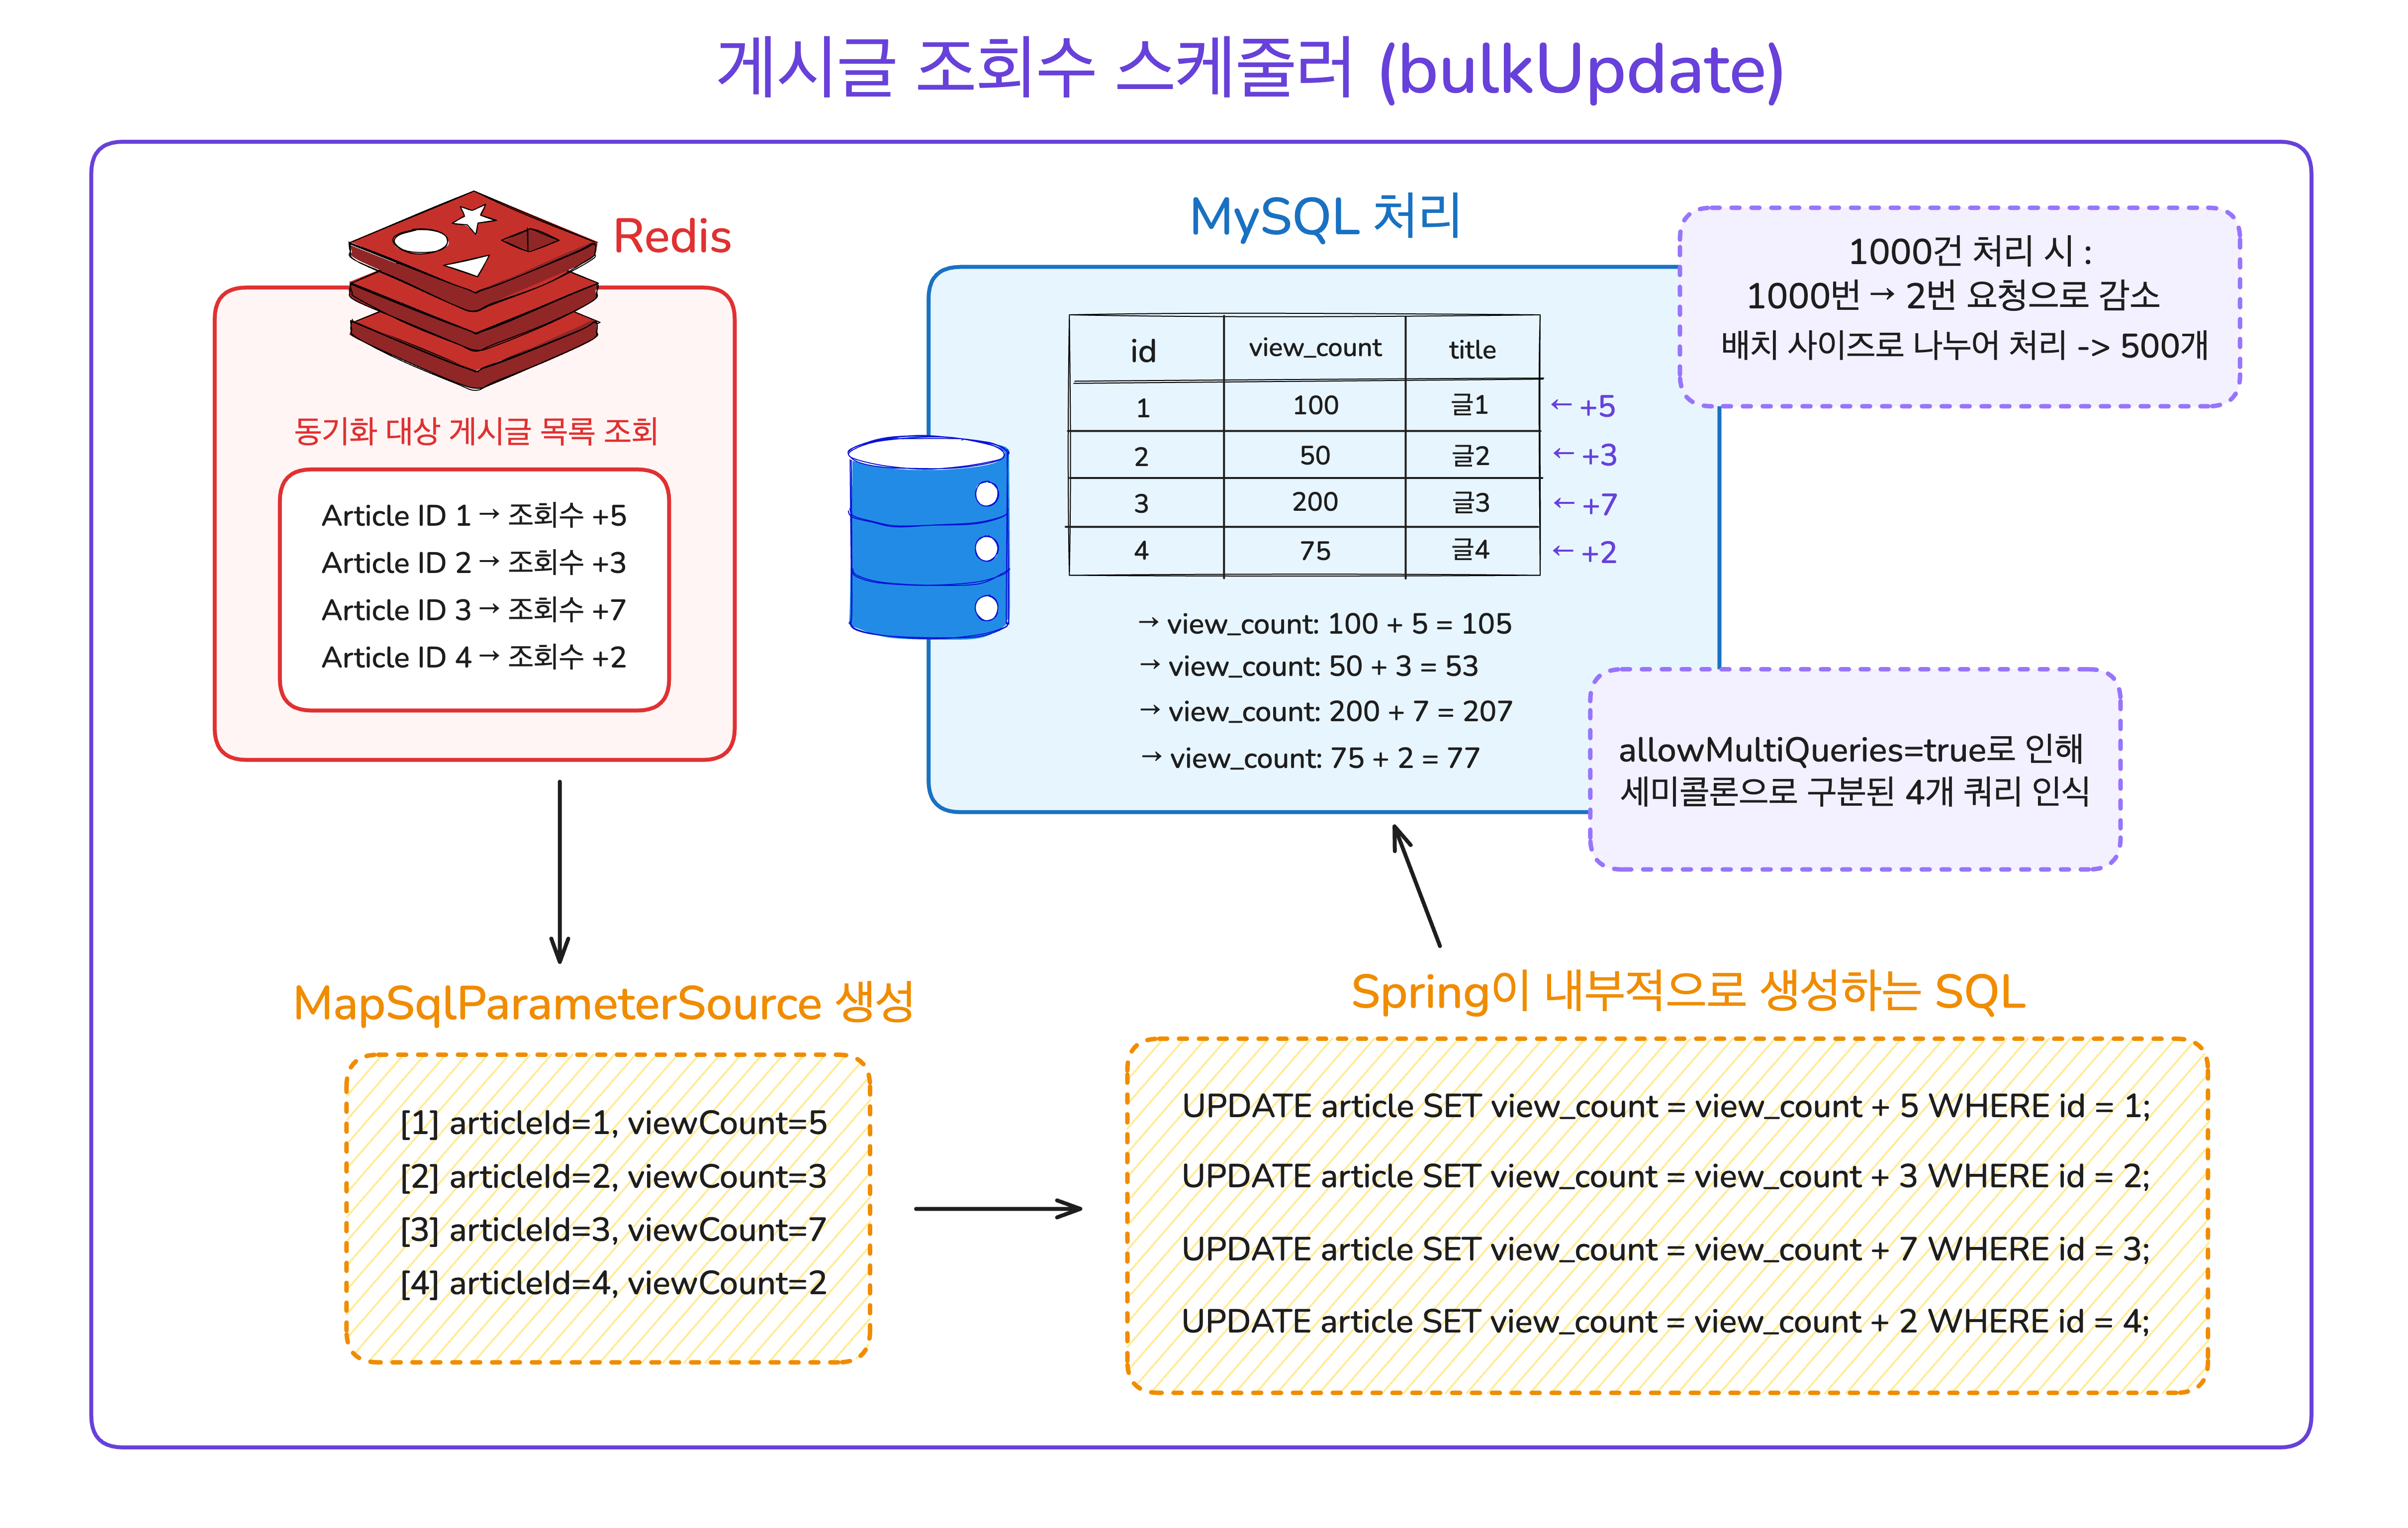 게시글 조회수 스케줄러 (bulkUpdate)
Redis
동기화 대상 게시글 목록 조회
Article ID 1 → 조회수 +5
Article ID 2 → 조회수 +3
Article ID 3 → 조회수 +7
Article ID 4 → 조회수 +2
MySQL 처리
id view_count title
1 100 글1 ← +5
2 50 글2 ← +3
3 200 글3 ← +7
4 75 글4 ← +2
→ view_count: 100 + 5 = 105
→ view_count: 50 + 3 = 53
→ view_count: 200 + 7 = 207
→ view_count: 75 + 2 = 77
1000건 처리 시 :
1000번 → 2번 요청으로 감소
배치 사이즈로 나누어 처리 -> 500개
allowMultiQueries=true로 인해
세미콜론으로 구분된 4개 쿼리 인식
MapSqlParameterSource 생성
[1] articleId=1, viewCount=5
[2] articleId=2, viewCount=3
[3] articleId=3, viewCount=7
[4] articleId=4, viewCount=2
Spring이 내부적으로 생성하는 SQL
UPDATE article SET view_count = view_count + 5 WHERE id = 1;
UPDATE article SET view_count = view_count + 3 WHERE id = 2;
UPDATE article SET view_count = view_count + 7 WHERE id = 3;
UPDATE article SET view_count = view_count + 2 WHERE id = 4;